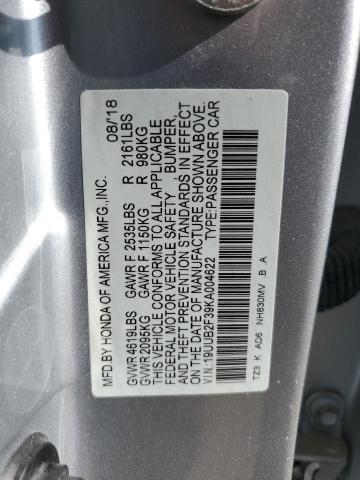 MFD.BY HONDA OF AMERICA MFG.,INC. 08/'18
GVWR 4619LBS GAWR F 2535LBS R 2161LBS
GVWR 2095KG GAWR F 1150KG R 980KG
THIS VEHICLE CONFORMS TO ALL APPLICABLE
FEDERAL MOTOR VEHICLE SAFETY , BUMPER,
AND THEFT PREVENTION STANDARDS IN EFFECT
ON THE DATE OF MANUFACTURE SHOWN ABOVE.
V.I.N.:19UUB2F39KA004622 TYPE:PASSENGER CAR
TZ3 K AD6 NH830MV B A